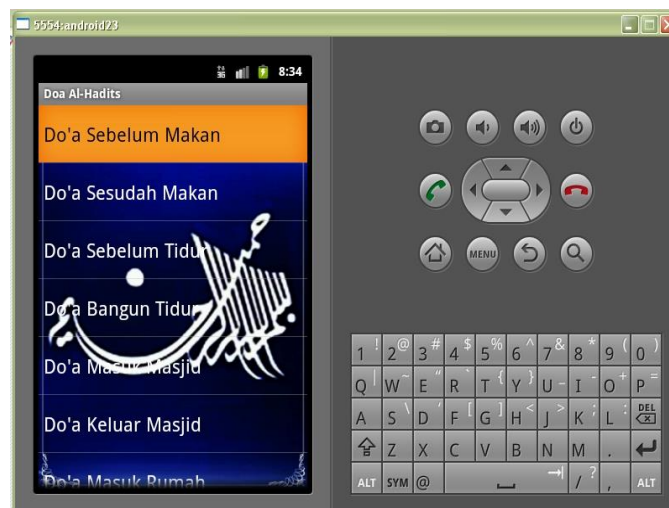 5554:android23
3G 8:34
Doa Al-Hadits
Do'a Sebelum Makan
Do'a Sesudah Makan
Do'a Sebelum Tidur
Do'a Bangun Tidur
Do'a Masuk Masjid
Do'a Keluar Masjid
Do'a Masuk Rumah
MENU
1 ! 2 @ 3 # 4 $ 5 % 6 ^ 7 & 8 * 9 ( 0 )
Q | W ~ E " R ` T { Y } U _ I - O + P =
A S \ D ' F [ G ] H < J > K ; L : DEL
Z X C V B N M .
ALT SYM @ / ? , ALT